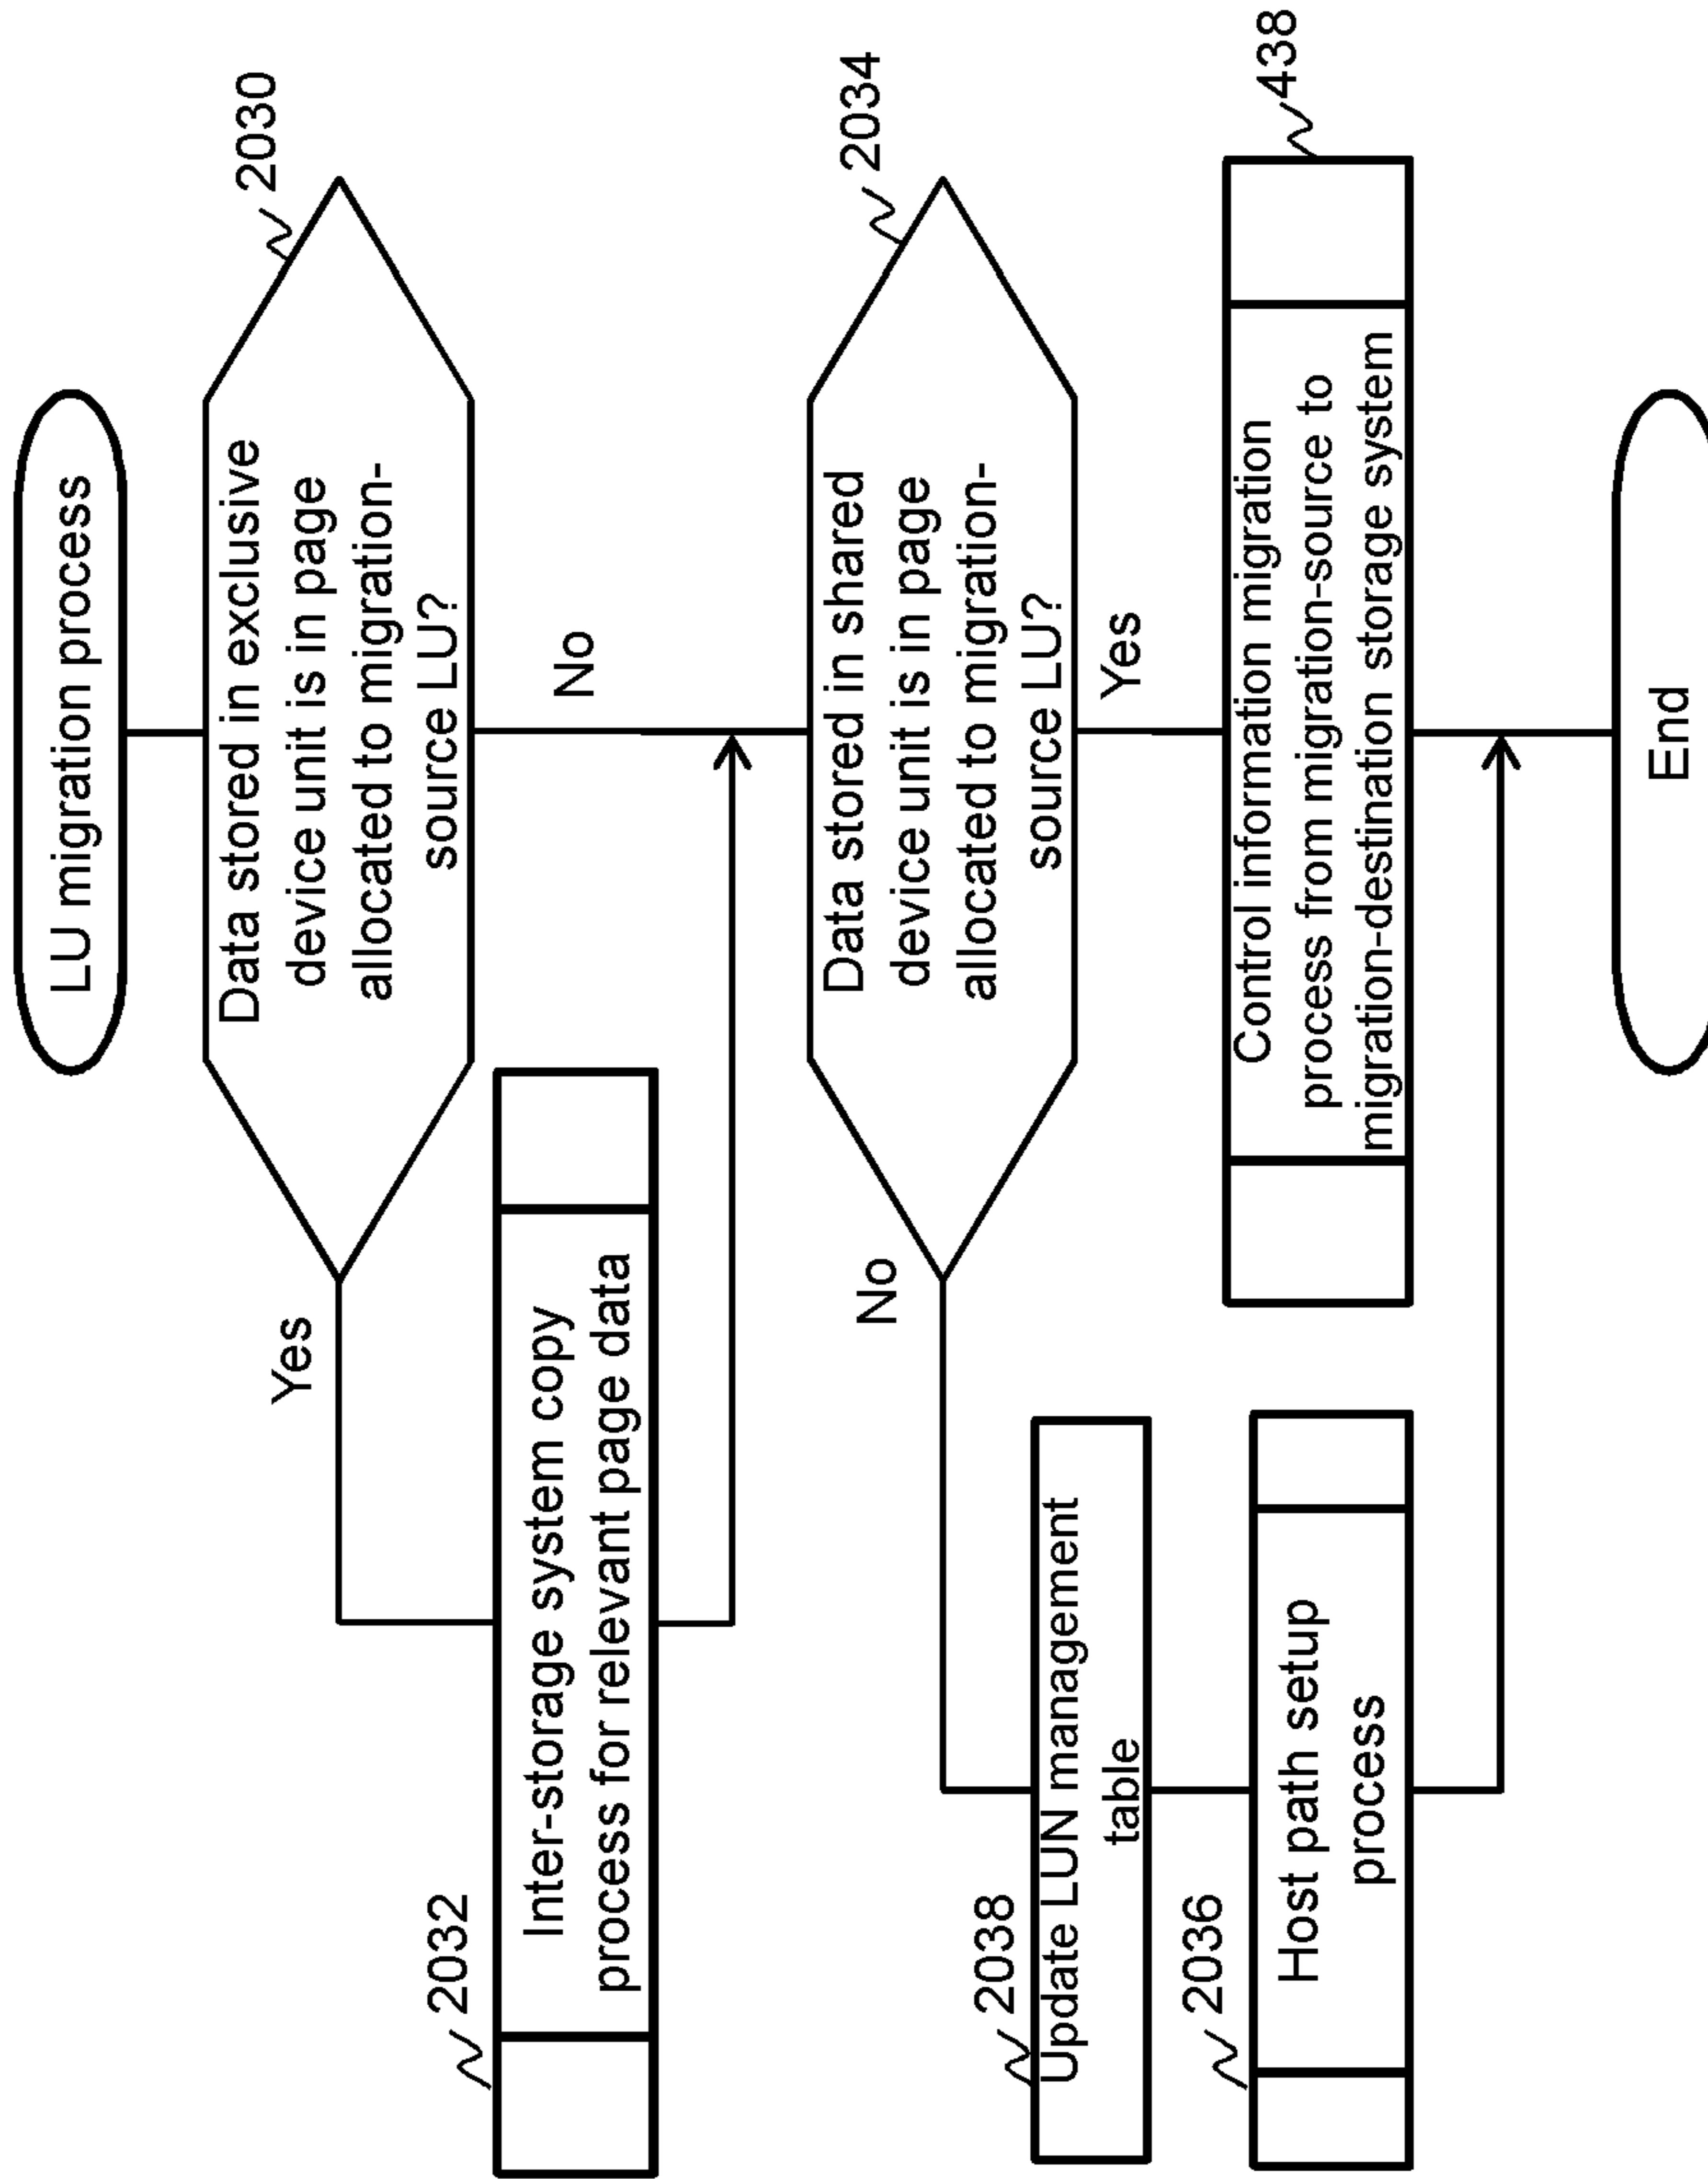 LU migration process
2030
Data stored in exclusive
device unit is in page
allocated to migration-
source LU?
Yes
No
2032
Inter-storage system copy
process for relevant page data
2034
Data stored in shared
device unit is in page
allocated to migration-
source LU?
No
Yes
2038
Update LUN management
table
2036
Host path setup
process
438
Control information migration
process from migration-source to
migration-destination storage system
End